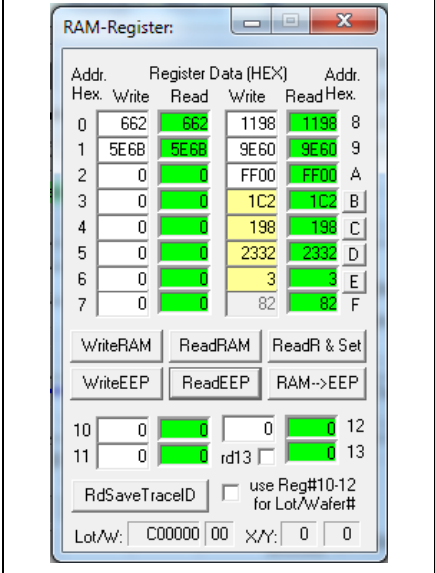 RAM-Register:
Addr. Register Data (HEX) Addr.
Hex. Write Read Write Read Hex.
0 662 662 1198 1198 8
1 5E6B 5E6B 9E60 9E60 9
2 0 0 FF00 FF00 A
3 0 0 1C2 1C2 B
4 0 0 198 198 C
5 0 0 2332 2332 D
6 0 0 3 3 E
7 0 0 82 82 F
WriteRAM ReadRAM ReadR & Set
WriteEEP ReadEEP RAM-->EEP
10 0 0 0 0 12
11 0 0 rd13 0 13
RdSaveTraceID use Reg#10-12
for Lot/Wafer#
Lot/W: C00000 00 X/Y: 0 0